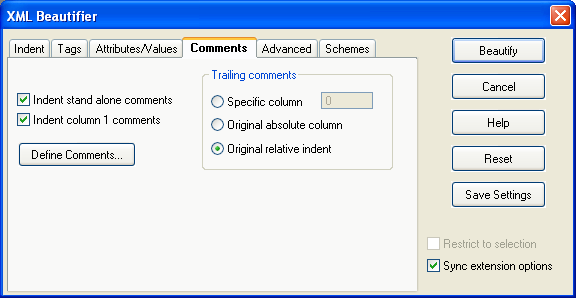 XML Beautifier
Indent Tags Attributes/Values Comments Advanced Schemes
Indent stand alone comments
Indent column 1 comments
Define Comments...
Trailing comments
Specific column 0
Original absolute column
Original relative indent
Beautify
Cancel
Help
Reset
Save Settings
Restrict to selection
Sync extension options